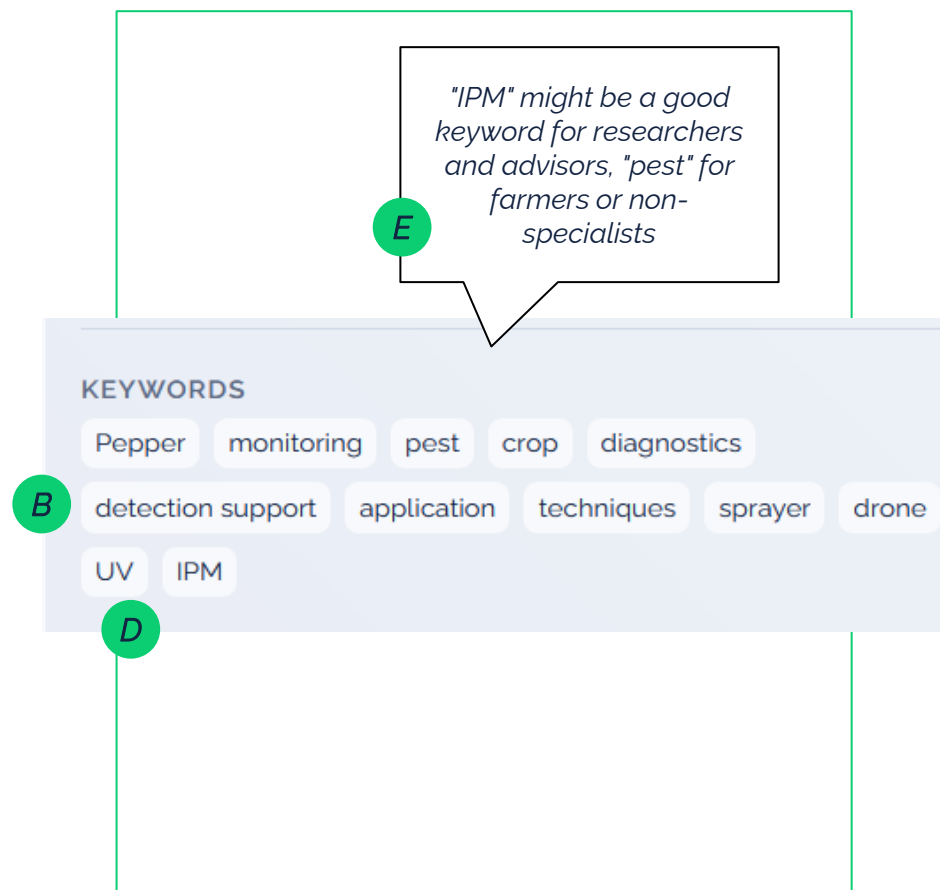 "IPM" might be a good
keyword for researchers
and advisors, "pest" for
farmers or non-
specialists
E
KEYWORDS
Pepper monitoring pest crop diagnostics
B
detection support application techniques sprayer drone
UV IPM
D